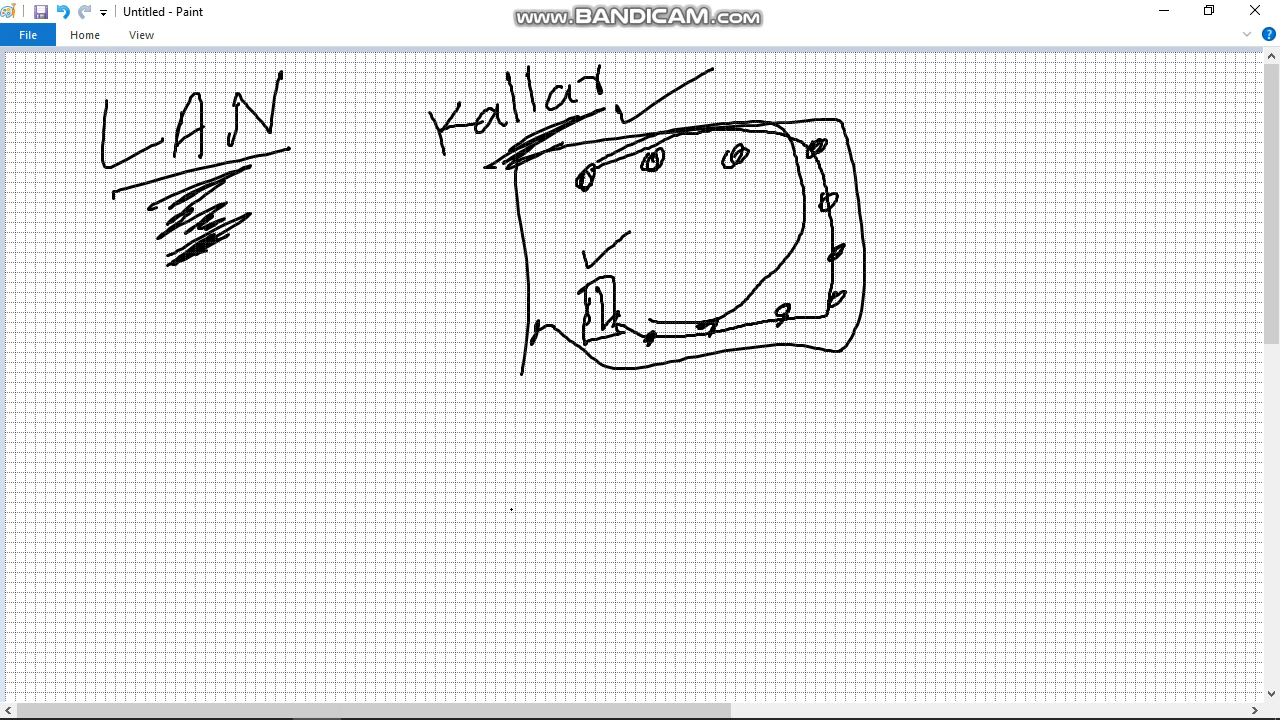 Untitled - Paint
www.BANDICAM.com
File Home View
LAN
Kallar